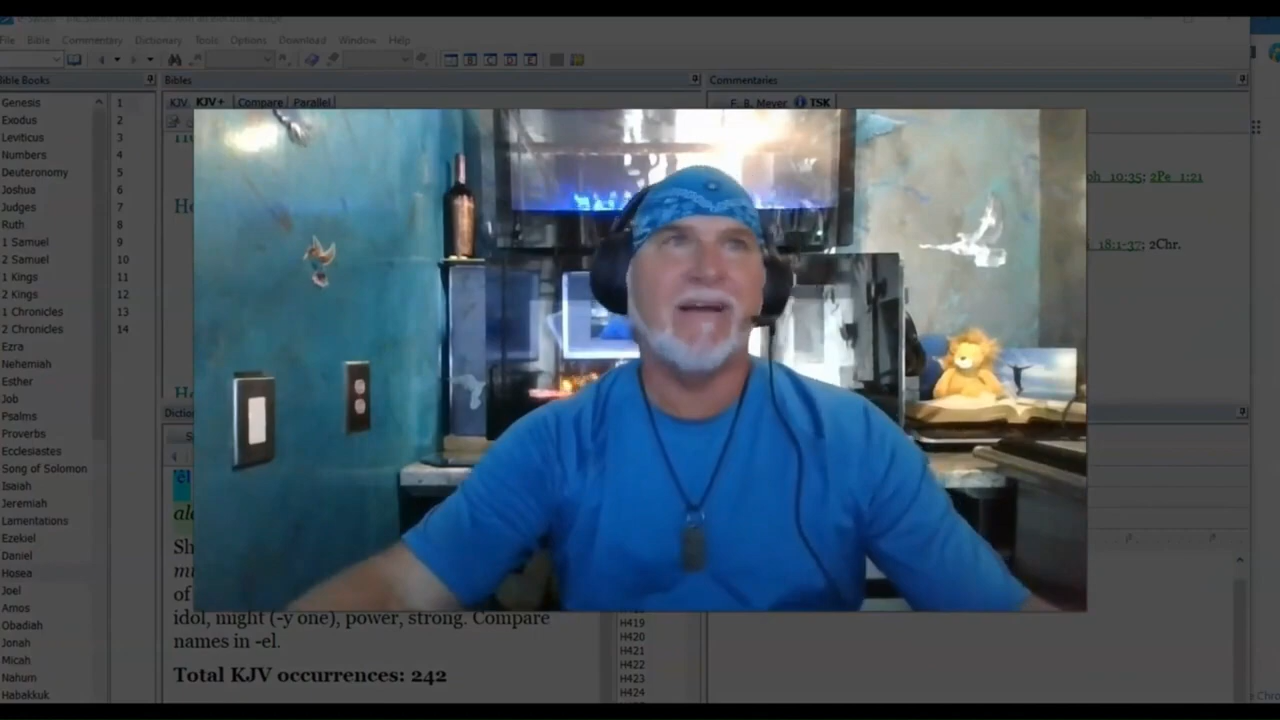 File Bible Commentary Dictionary Tools Options Download Window Help
Bible Books
Bibles
Commentaries
KJV KJV+ Compare Parallel
F. B. Meyer TSK
Genesis
Exodus
Leviticus
Numbers
Deuteronomy
Joshua
Judges
Ruth
1 Samuel
2 Samuel
1 Kings
2 Kings
1 Chronicles
2 Chronicles
Ezra
Nehemiah
Esther
Job
Psalms
Proverbs
Ecclesiastes
Song of Solomon
Isaiah
Jeremiah
Lamentations
Ezekiel
Daniel
Hosea
Joel
Amos
Obadiah
Jonah
Micah
Nahum
Habakkuk
1
2
3
4
5
6
7
8
9
10
11
12
13
14
10:35; 2Pe_1:21
18:1-37; 2Chr.
of
idol, might (-y one), power, strong. Compare
names in -el.
Total KJV occurrences: 242
H419
H420
H421
H422
H423
H424